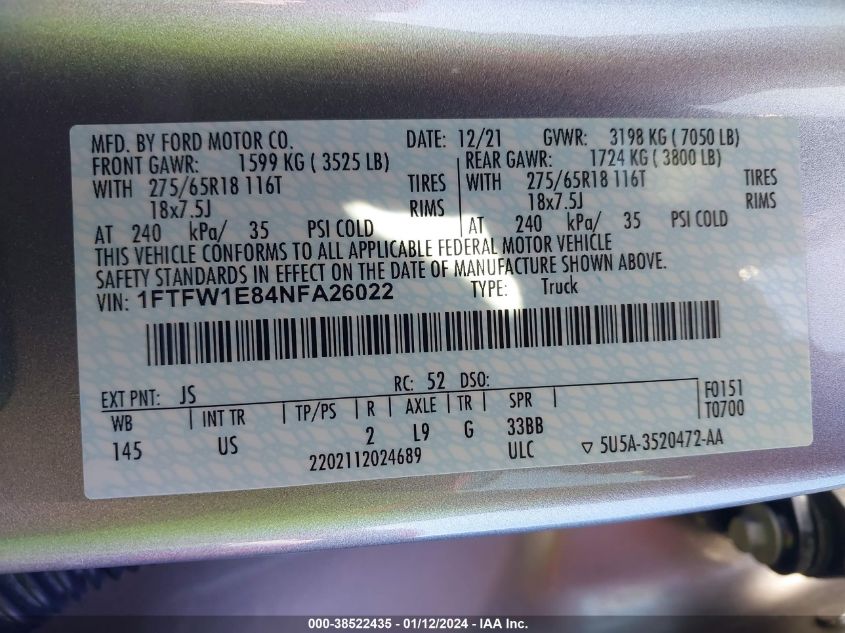 MFD. BY FORD MOTOR CO. DATE: 12/21 GVWR: 3198 KG ( 7050 LB)
FRONT GAWR: 1599 KG ( 3525 LB) REAR GAWR: 1724 KG ( 3800 LB)
WITH 275/65R18 116T TIRES WITH 275/65R18 116T TIRES
18x7.5J RIMS 18x7.5J RIMS
AT 240 kPa/ 35 PSI COLD AT 240 kPa/ 35 PSI COLD
THIS VEHICLE CONFORMS TO ALL APPLICABLE FEDERAL MOTOR VEHICLE
SAFETY STANDARDS IN EFFECT ON THE DATE OF MANUFACTURE SHOWN ABOVE.
VIN: 1FTFW1E84NFA26022 TYPE: Truck
EXT PNT: JS RC: 52 DSO:
WB INT TR TP/PS R AXLE TR SPR F0151
145 US 2 L9 G 33BB T0700
2202112024689 ULC ▽ 5U5A-3520472-AA
000-38522435 - 01/12/2024 - IAA Inc.